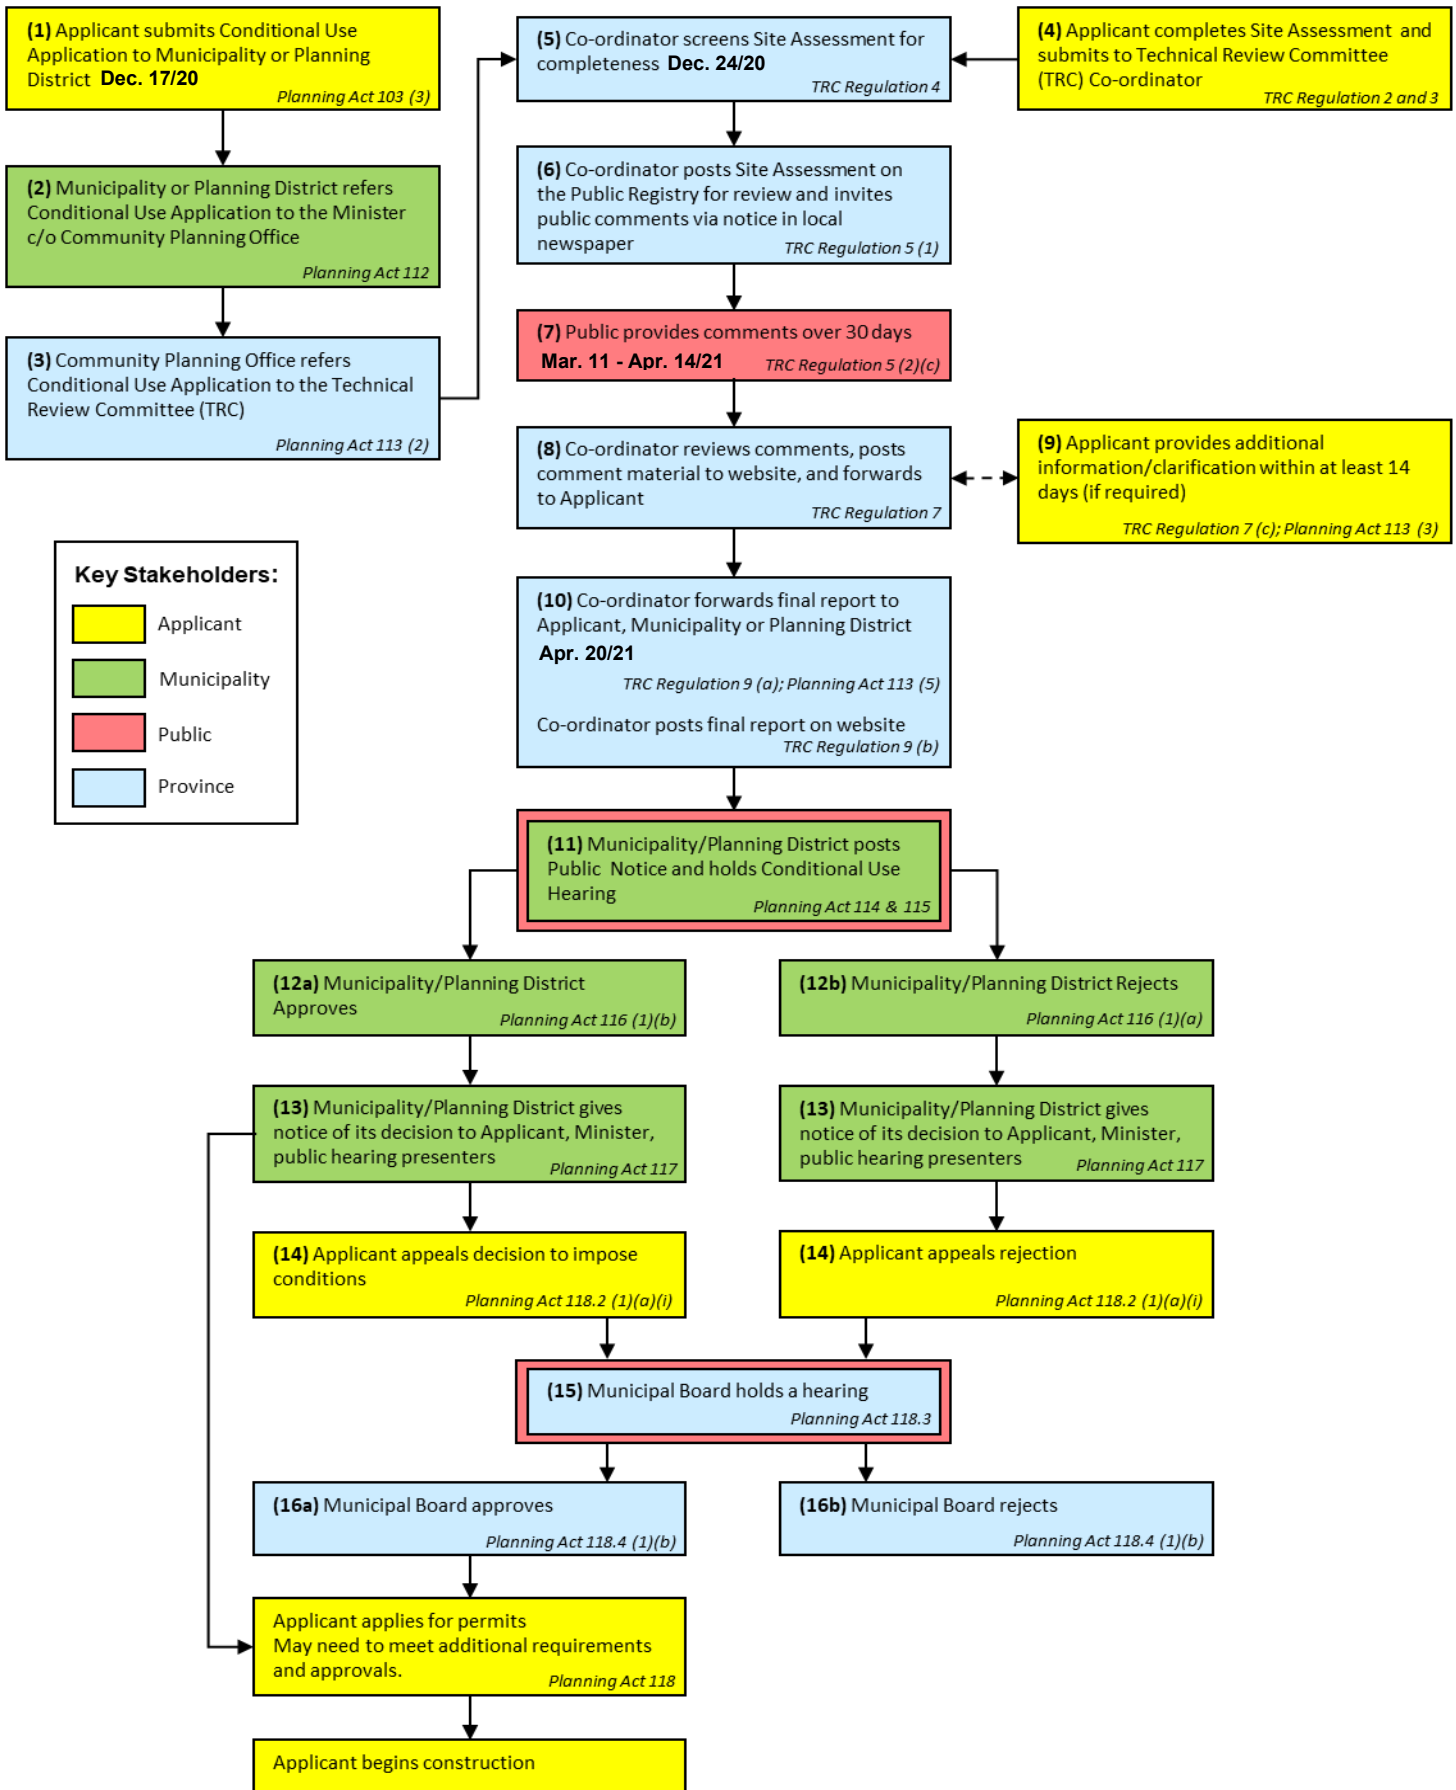 (1) Applicant submits Conditional Use
Application to Municipality or Planning
District Dec. 17/20
Planning Act 103 (3)
(2) Municipality or Planning District refers
Conditional Use Application to the Minister
c/o Community Planning Office
Planning Act 112
(3) Community Planning Office refers
Conditional Use Application to the Technical
Review Committee (TRC)
Planning Act 113 (2)
(4) Applicant completes Site Assessment and
submits to Technical Review Committee
(TRC) Co-ordinator
TRC Regulation 2 and 3
(5) Co-ordinator screens Site Assessment for
completeness Dec. 24/20
TRC Regulation 4
(6) Co-ordinator posts Site Assessment on
the Public Registry for review and invites
public comments via notice in local
newspaper
TRC Regulation 5 (1)
(7) Public provides comments over 30 days
Mar. 11 - Apr. 14/21
TRC Regulation 5 (2)(c)
(8) Co-ordinator reviews comments, posts
comment material to website, and forwards
to Applicant
TRC Regulation 7
(9) Applicant provides additional
information/clarification within at least 14
days (if required)
TRC Regulation 7 (c); Planning Act 113 (3)
Key Stakeholders:
Applicant
Municipality
Public
Province
(10) Co-ordinator forwards final report to
Applicant, Municipality or Planning District
Apr. 20/21
TRC Regulation 9 (a); Planning Act 113 (5)
Co-ordinator posts final report on website
TRC Regulation 9 (b)
(11) Municipality/Planning District posts
Public Notice and holds Conditional Use
Hearing
Planning Act 114 & 115
(12a) Municipality/Planning District
Approves
Planning Act 116 (1)(b)
(12b) Municipality/Planning District Rejects
Planning Act 116 (1)(a)
(13) Municipality/Planning District gives
notice of its decision to Applicant, Minister,
public hearing presenters
Planning Act 117
(13) Municipality/Planning District gives
notice of its decision to Applicant, Minister,
public hearing presenters
Planning Act 117
(14) Applicant appeals decision to impose
conditions
Planning Act 118.2 (1)(a)(i)
(14) Applicant appeals rejection
Planning Act 118.2 (1)(a)(i)
(15) Municipal Board holds a hearing
Planning Act 118.3
(16a) Municipal Board approves
Planning Act 118.4 (1)(b)
(16b) Municipal Board rejects
Planning Act 118.4 (1)(b)
Applicant applies for permits
May need to meet additional requirements
and approvals.
Planning Act 118
Applicant begins construction